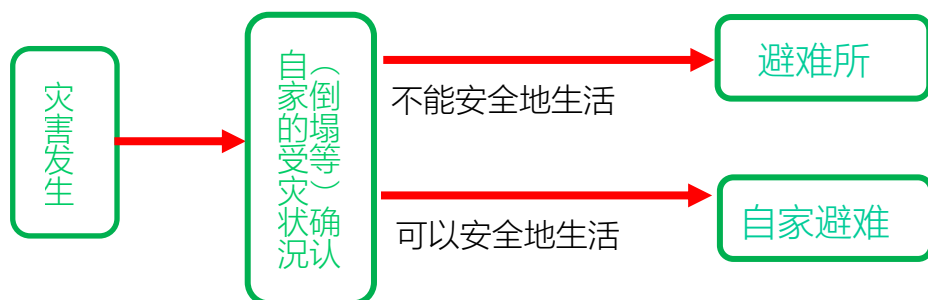 灾害发生
自家的受灾状况
（倒塌等）确认
不能安全地生活
避难所
可以安全地生活
自家避难